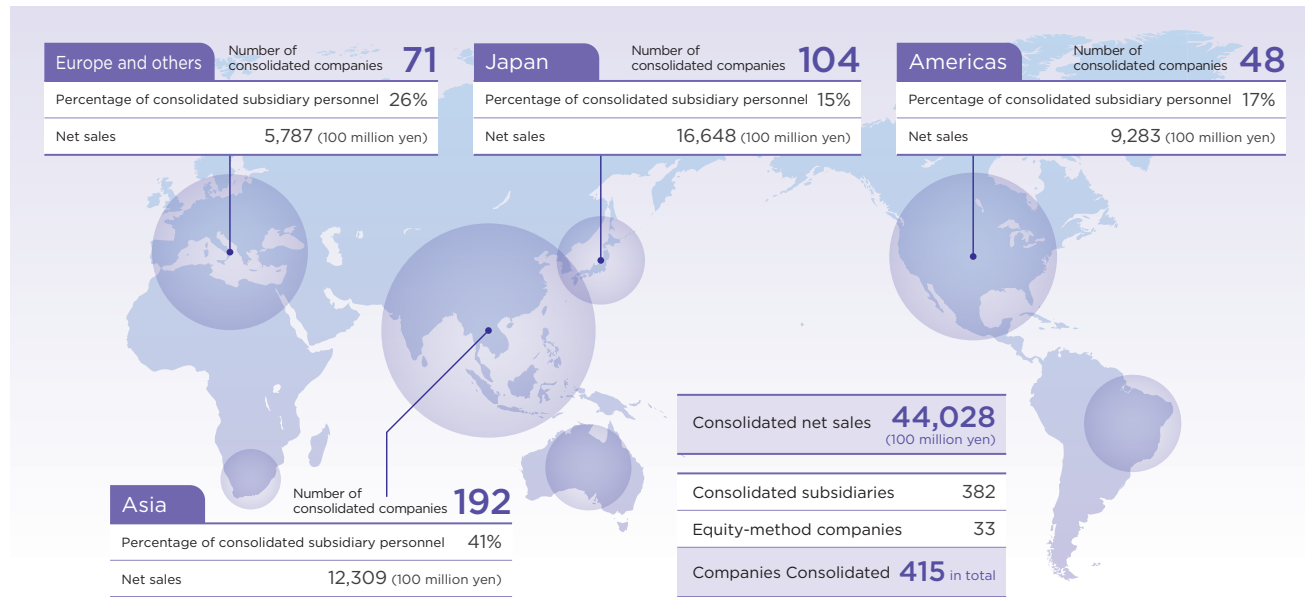 Europe and others
Number of
consolidated companies 71
Percentage of consolidated subsidiary personnel 26%
Net sales 5,787 (100 million yen)
Japan
Number of
consolidated companies 104
Percentage of consolidated subsidiary personnel 15%
Net sales 16,648 (100 million yen)
Americas
Number of
consolidated companies 48
Percentage of consolidated subsidiary personnel 17%
Net sales 9,283 (100 million yen)
Asia
Number of
consolidated companies 192
Percentage of consolidated subsidiary personnel 41%
Net sales 12,309 (100 million yen)
Consolidated net sales 44,028
(100 million yen)
Consolidated subsidiaries 382
Equity-method companies 33
Companies Consolidated 415 in total